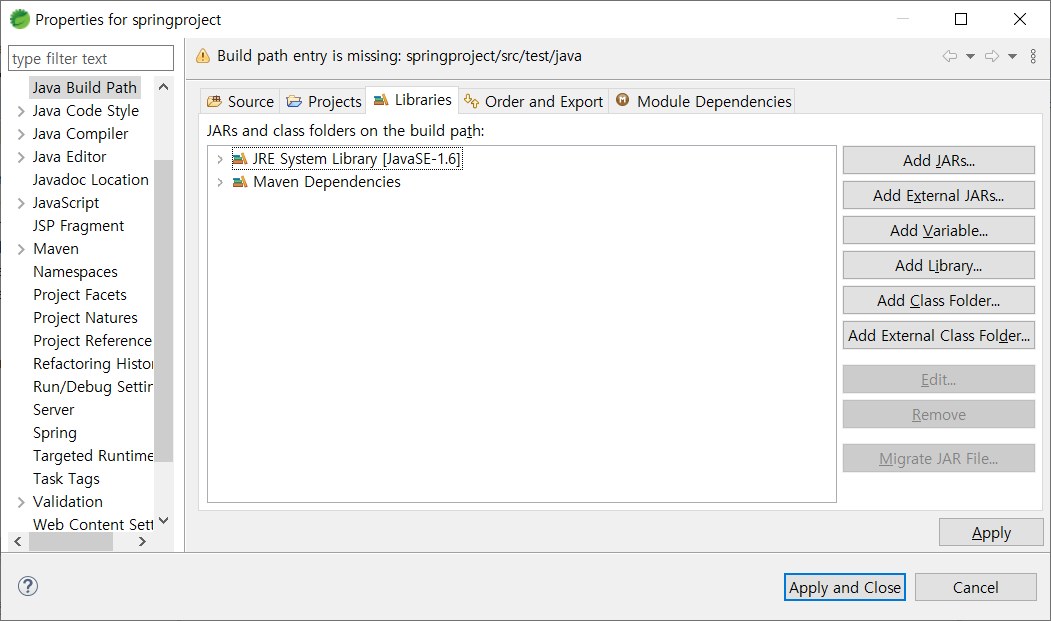 Properties for springproject
type filter text
Build path entry is missing: springproject/src/test/java
Java Build Path
Java Code Style
Java Compiler
Java Editor
Javadoc Location
JavaScript
JSP Fragment
Maven
Namespaces
Project Facets
Project Natures
Project Reference
Refactoring Histor
Run/Debug Settin
Server
Spring
Targeted Runtime
Task Tags
Validation
Web Content Sett
Source Projects Libraries Order and Export Module Dependencies
JARs and class folders on the build path:
JRE System Library [JavaSE-1.6]
Maven Dependencies
Add JARs...
Add External JARs...
Add Variable...
Add Library...
Add Class Folder...
Add External Class Folder...
Edit...
Remove
Migrate JAR File...
Apply
Apply and Close Cancel